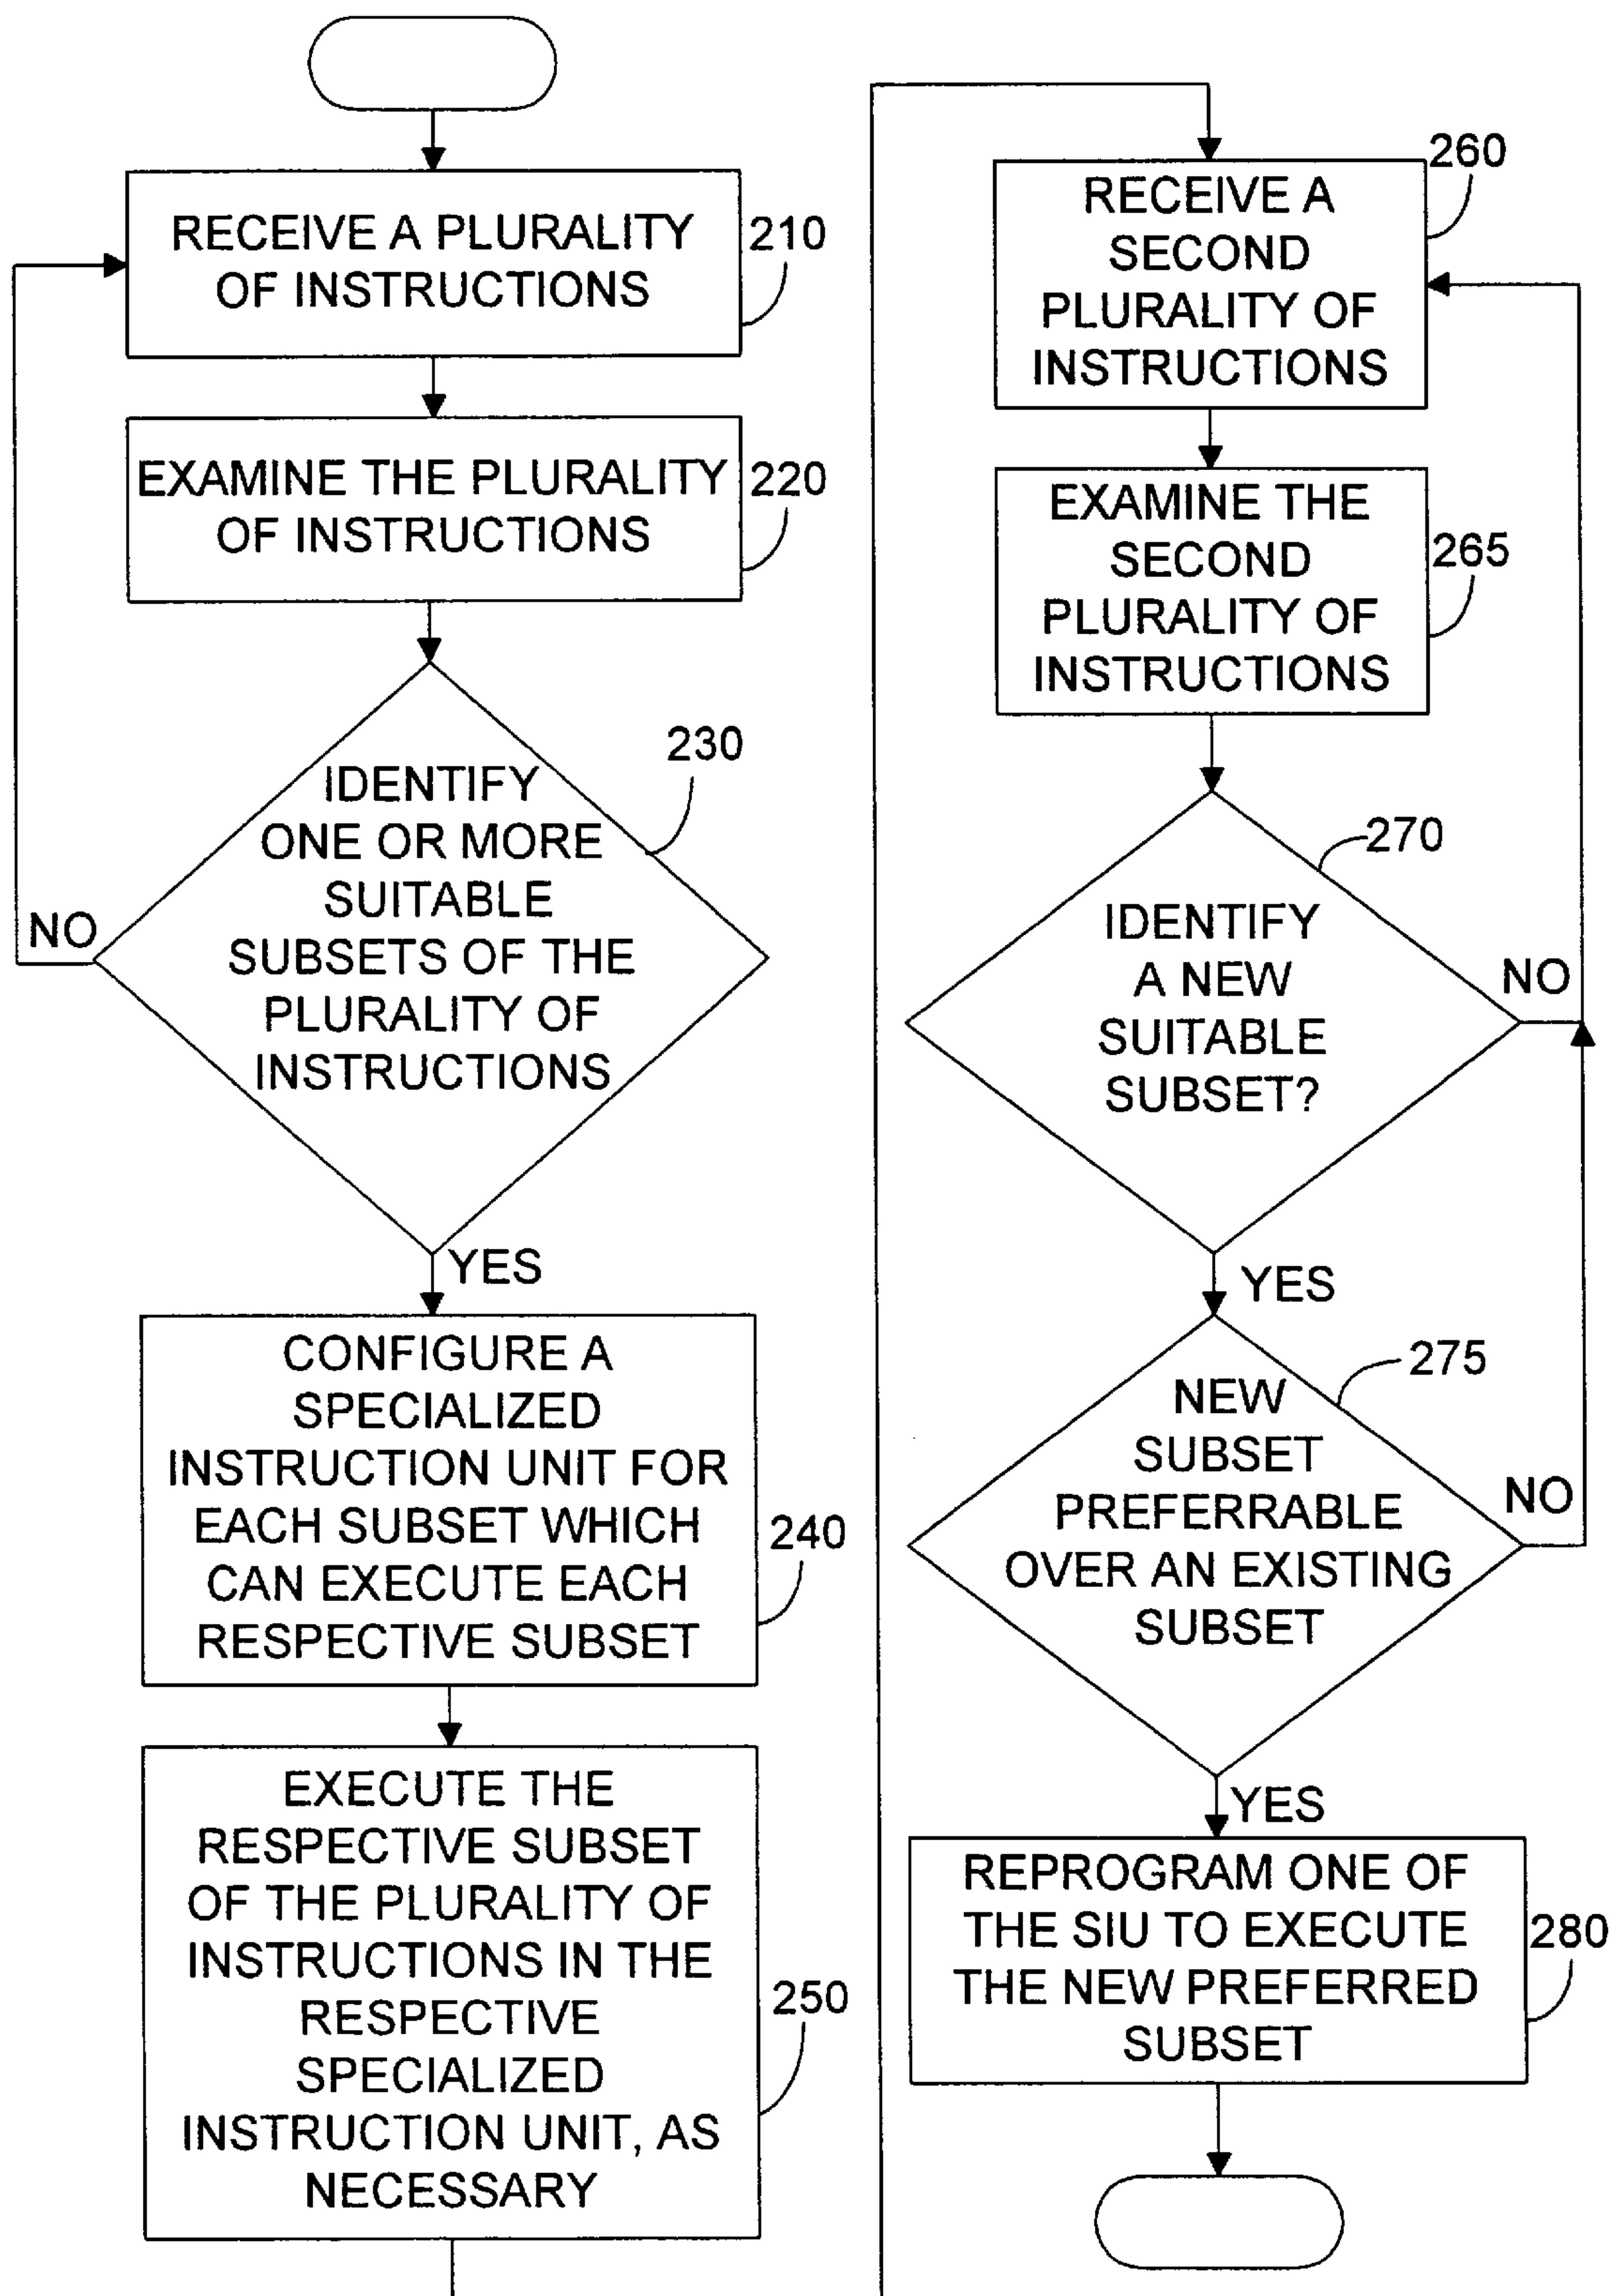 RECEIVE A PLURALITY
OF INSTRUCTIONS
210
EXAMINE THE PLURALITY
OF INSTRUCTIONS
220
230
IDENTIFY
ONE OR MORE
SUITABLE
SUBSETS OF THE
PLURALITY OF
INSTRUCTIONS
NO
YES
CONFIGURE A
SPECIALIZED
INSTRUCTION UNIT FOR
EACH SUBSET WHICH
CAN EXECUTE EACH
RESPECTIVE SUBSET
240
EXECUTE THE
RESPECTIVE SUBSET
OF THE PLURALITY OF
INSTRUCTIONS IN THE
RESPECTIVE
SPECIALIZED
INSTRUCTION UNIT, AS
NECESSARY
250
260
RECEIVE A
SECOND
PLURALITY OF
INSTRUCTIONS
EXAMINE THE
SECOND
PLURALITY OF
INSTRUCTIONS
265
270
IDENTIFY
A NEW
SUITABLE
SUBSET?
NO
YES
275
NEW
SUBSET
PREFERRABLE
OVER AN EXISTING
SUBSET
NO
YES
REPROGRAM ONE OF
THE SIU TO EXECUTE
THE NEW PREFERRED
SUBSET
280